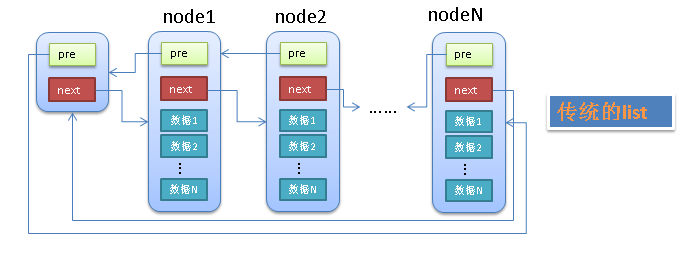 node1
node2
nodeN
pre
next
pre
next
数据1
数据2
⋮
数据N
pre
next
数据1
数据2
⋮
数据N
……
pre
next
数据1
数据2
⋮
数据N
传统的list